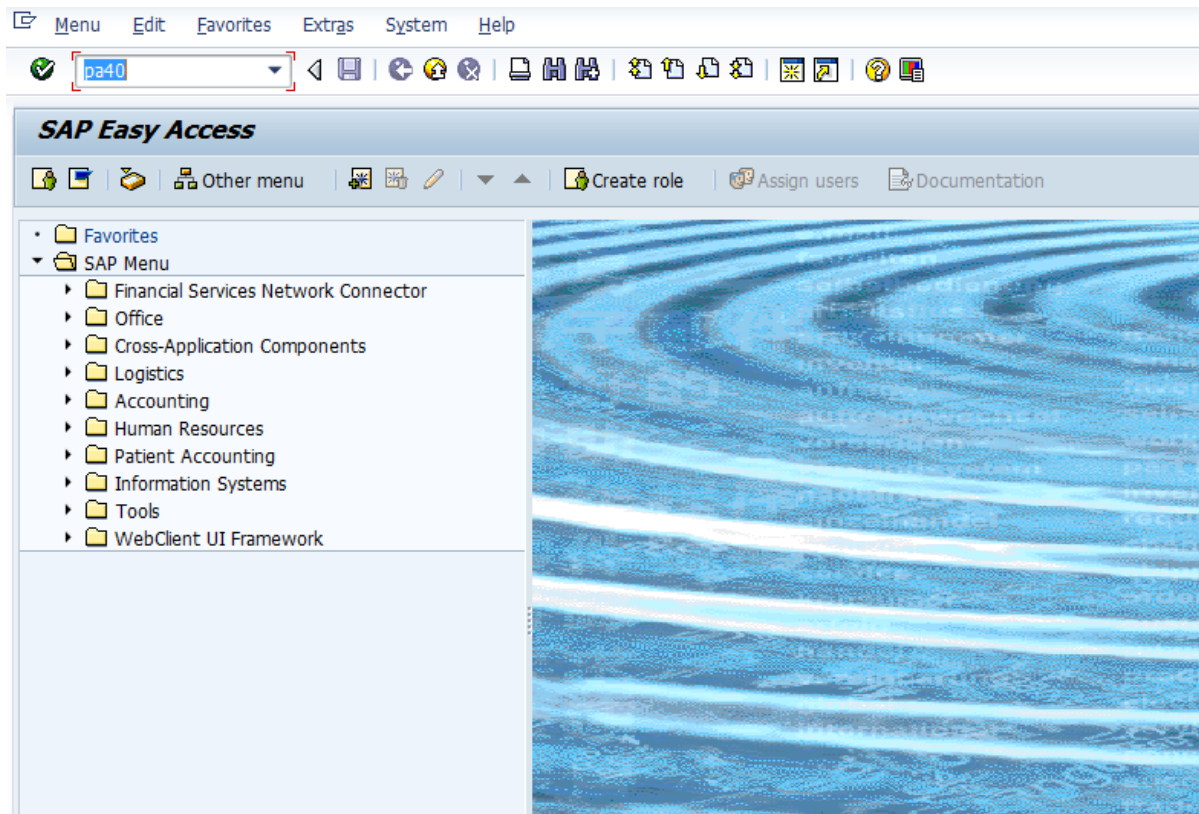 Menu Edit Favorites Extras System Help
pa40
SAP Easy Access
Other menu Create role Assign users Documentation
Favorites
SAP Menu
Financial Services Network Connector
Office
Cross-Application Components
Logistics
Accounting
Human Resources
Patient Accounting
Information Systems
Tools
WebClient UI Framework